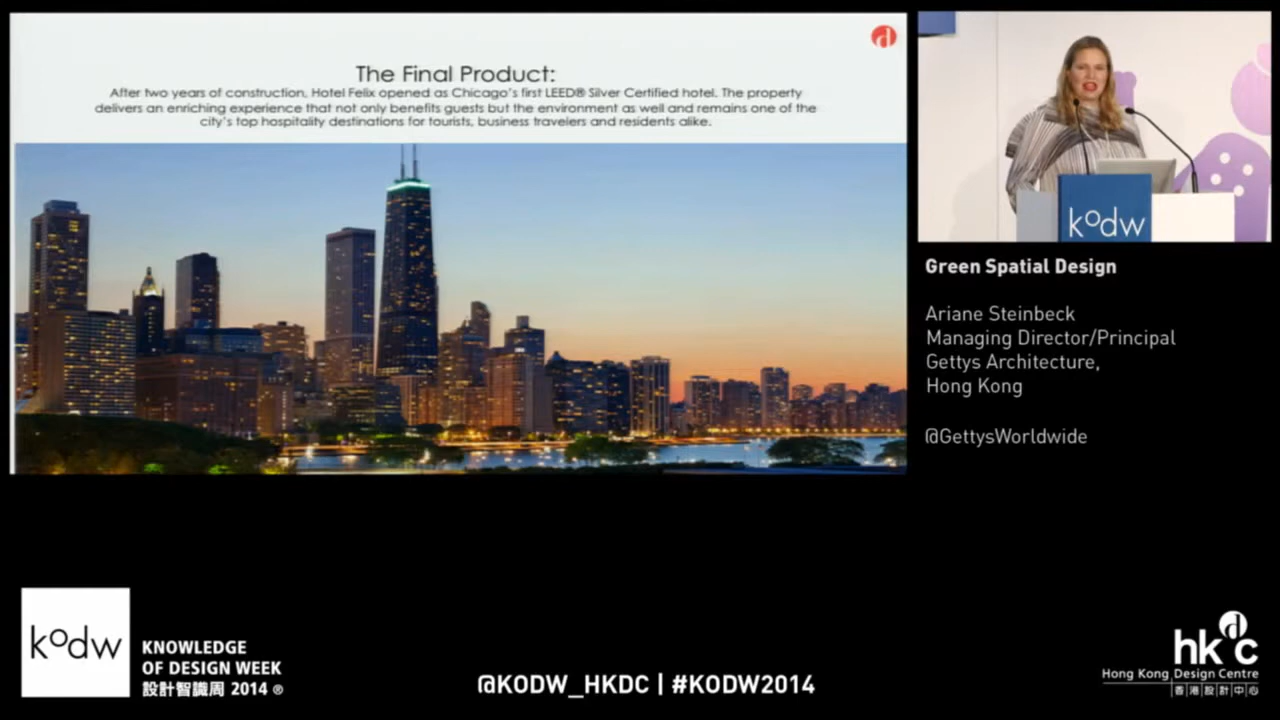 The Final Product:
After two years of construction, Hotel Felix opened as Chicago's first LEED® Silver Certified hotel. The property
delivers an enriching experience that not only benefits guests but the environment as well and remains one of the
city's top hospitality destinations for tourists, business travelers and residents alike.
d
kodw
Green Spatial Design
Ariane Steinbeck
Managing Director/Principal
Gettys Architecture,
Hong Kong
@GettysWorldwide
kodw
KNOWLEDGE
OF DESIGN WEEK
設計智識周 2014 ®
@KODW_HKDC | #KODW2014
hkdc
Hong Kong Design Centre
香港設計中心